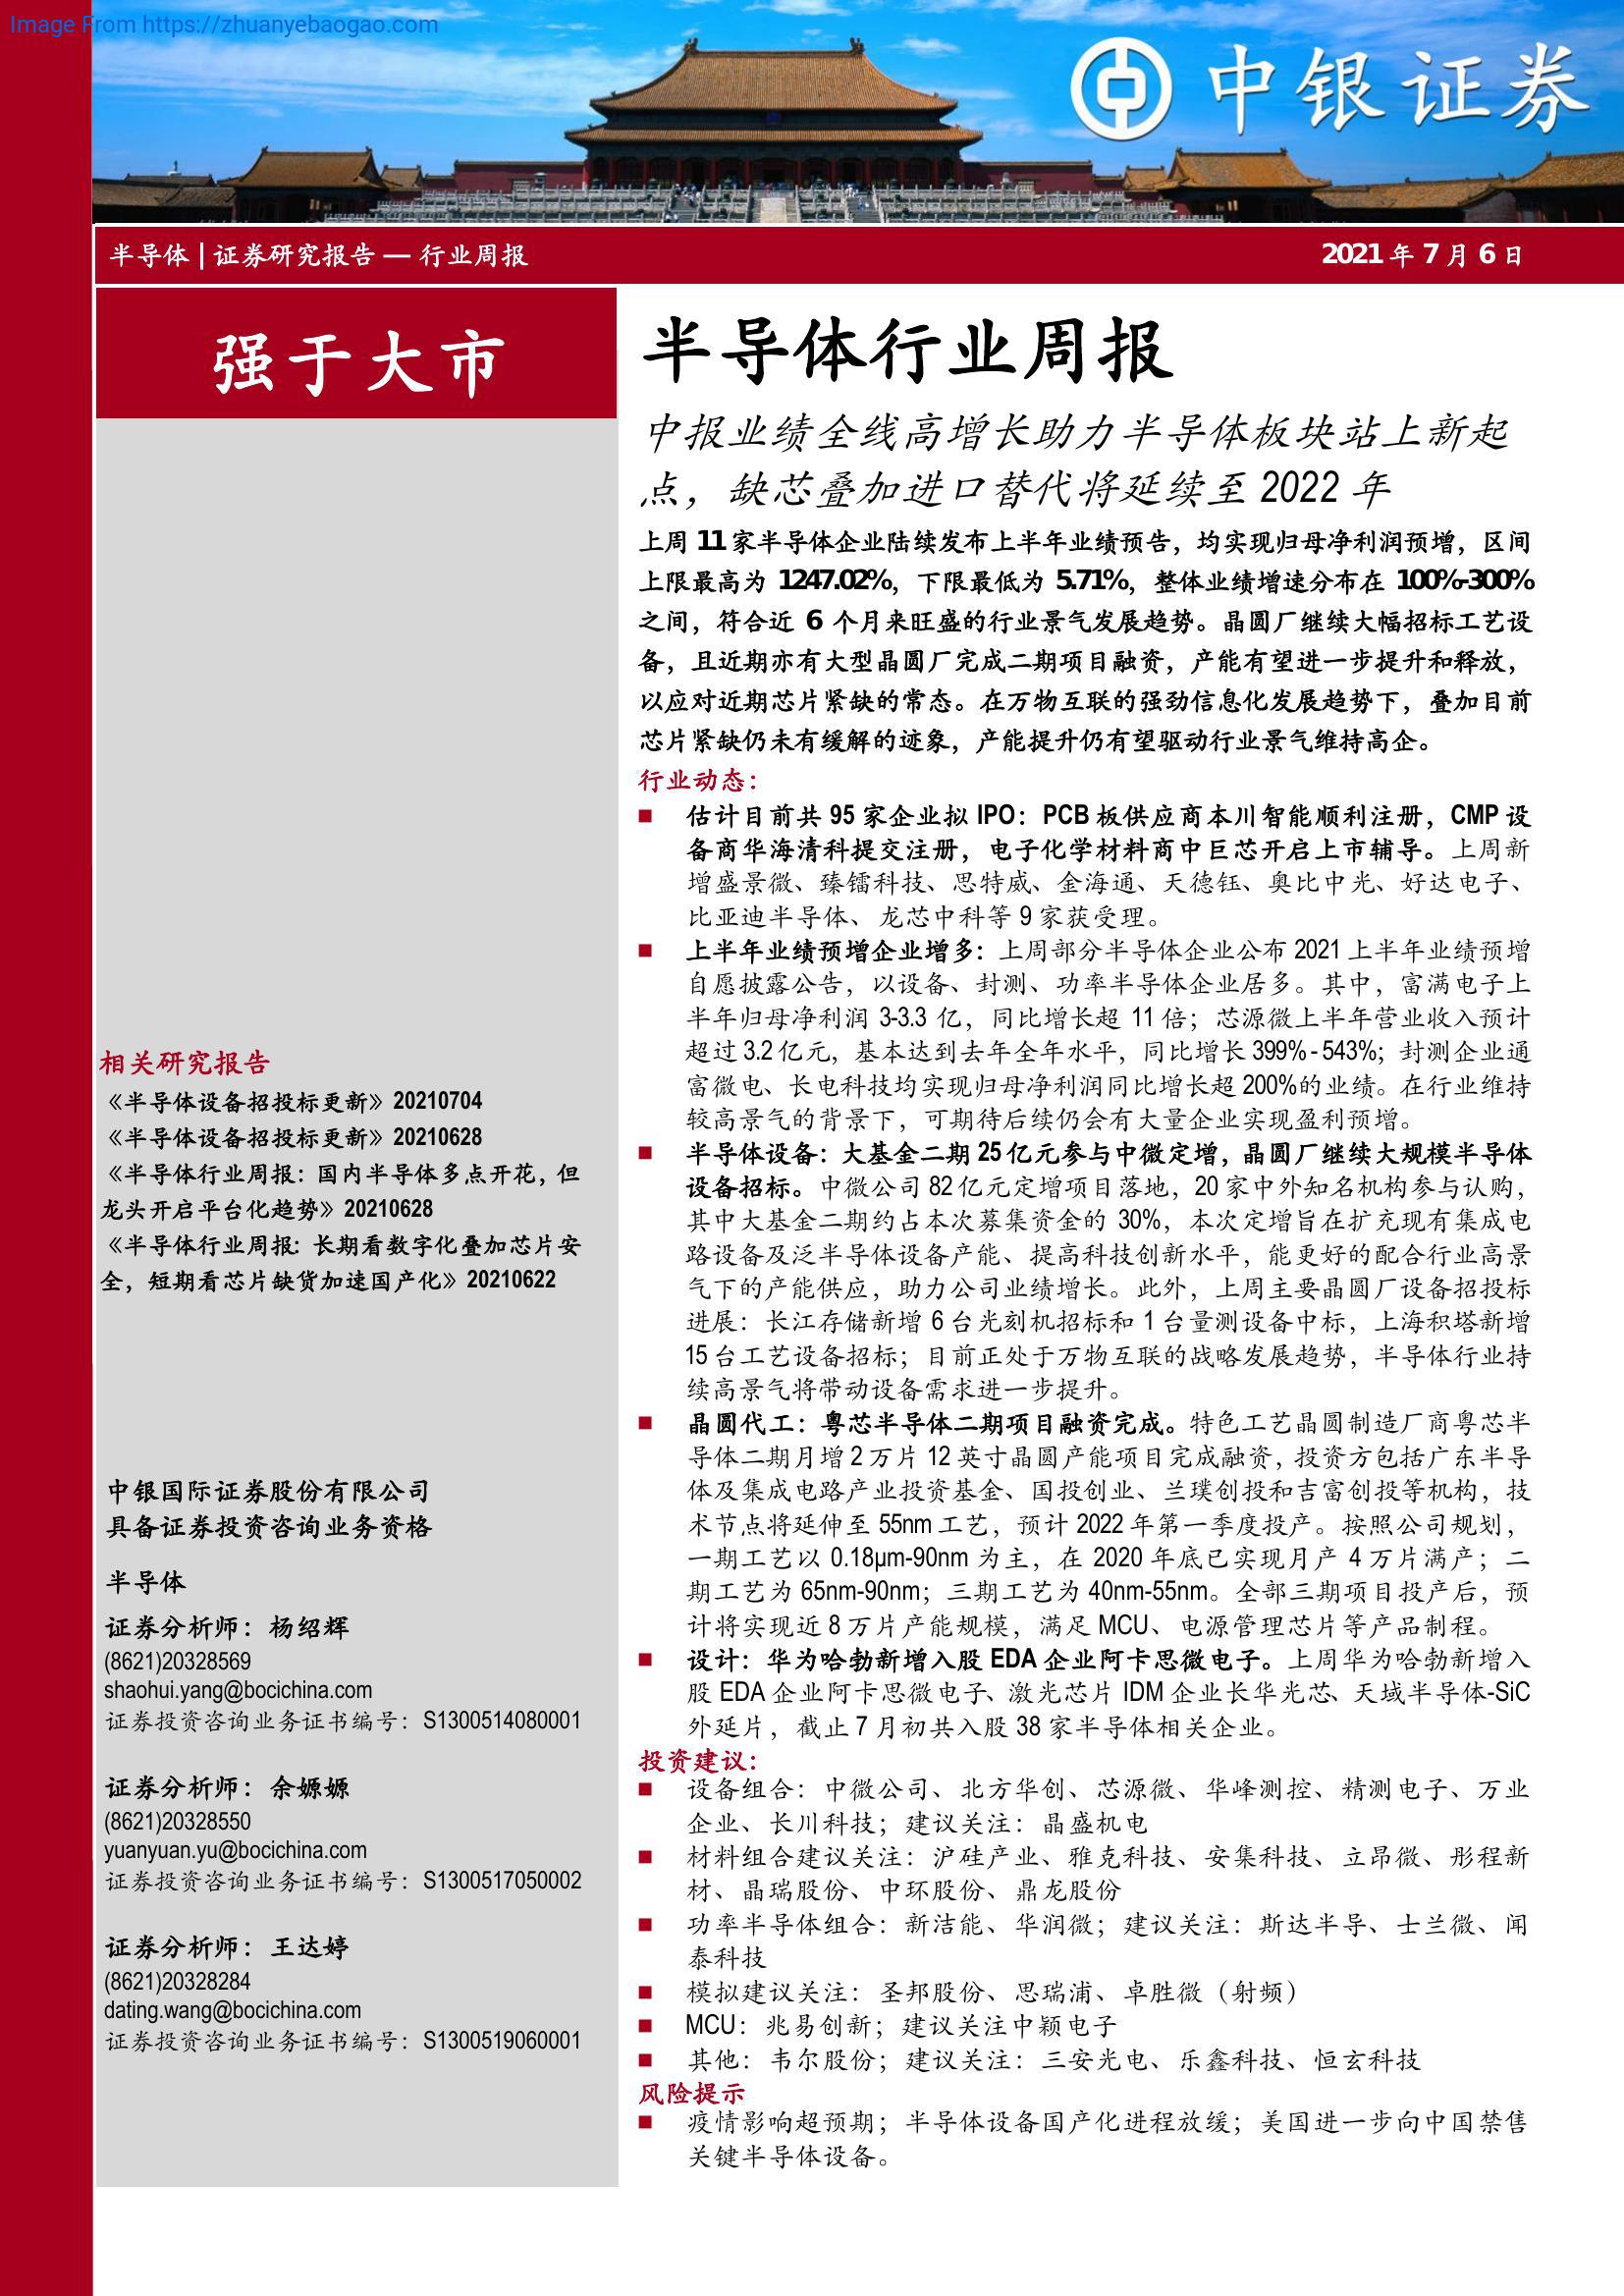 Image From https://zhuanyebaogao.com
中银证券
半导体 | 证券研究报告 — 行业周报
2021 年 7 月 6 日
强于大市
相关研究报告
《半导体设备招投标更新》20210704
《半导体设备招投标更新》20210628
《半导体行业周报：国内半导体多点开花，但
龙头开启平台化趋势》20210628
《半导体行业周报：长期看数字化叠加芯片安
全，短期看芯片缺货加速国产化》20210622
中银国际证券股份有限公司
具备证券投资咨询业务资格
半导体
证券分析师：杨绍辉
(8621)20328569
shaohui.yang@bocichina.com
证券投资咨询业务证书编号：S1300514080001
证券分析师：余嫄嫄
(8621)20328550
yuanyuan.yu@bocichina.com
证券投资咨询业务证书编号：S1300517050002
证券分析师：王达婷
(8621)20328284
dating.wang@bocichina.com
证券投资咨询业务证书编号：S1300519060001
半导体行业周报
中报业绩全线高增长助力半导体板块站上新起
点，缺芯叠加进口替代将延续至 2022 年
上周 11 家半导体企业陆续发布上半年业绩预告，均实现归母净利润预增，区间
上限最高为 1247.02%，下限最低为 5.71%，整体业绩增速分布在 100%-300%
之间，符合近 6 个月来旺盛的行业景气发展趋势。晶圆厂继续大幅招标工艺设
备，且近期亦有大型晶圆厂完成二期项目融资，产能有望进一步提升和释放，
以应对近期芯片紧缺的常态。在万物互联的强劲信息化发展趋势下，叠加目前
芯片紧缺仍未有缓解的迹象，产能提升仍有望驱动行业景气维持高企。
行业动态：
■ 估计目前共 95 家企业拟 IPO：PCB 板供应商本川智能顺利注册，CMP 设
备商华海清科提交注册，电子化学材料商中巨芯开启上市辅导。上周新
增盛景微、臻镭科技、思特威、金海通、天德钰、奥比中光、好达电子、
比亚迪半导体、龙芯中科等 9 家获受理。
■ 上半年业绩预增企业增多：上周部分半导体企业公布 2021 上半年业绩预增
自愿披露公告，以设备、封测、功率半导体企业居多。其中，富满电子上
半年归母净利润 3-3.3 亿，同比增长超 11 倍；芯源微上半年营业收入预计
超过 3.2 亿元，基本达到去年全年水平，同比增长 399%-543%；封测企业通
富微电、长电科技均实现归母净利润同比增长超 200%的业绩。在行业维持
较高景气的背景下，可期待后续仍会有大量企业实现盈利预增。
■ 半导体设备：大基金二期 25 亿元参与中微定增，晶圆厂继续大规模半导体
设备招标。中微公司 82 亿元定增项目落地，20 家中外知名机构参与认购，
其中大基金二期约占本次募集资金的 30%，本次定增旨在扩充现有集成电
路设备及泛半导体设备产能、提高科技创新水平，能更好的配合行业高景
气下的产能供应，助力公司业绩增长。此外，上周主要晶圆厂设备招投标
进展：长江存储新增 6 台光刻机招标和 1 台量测设备中标，上海积塔新增
15 台工艺设备招标；目前正处于万物互联的战略发展趋势，半导体行业持
续高景气将带动设备需求进一步提升。
■ 晶圆代工：粤芯半导体二期项目融资完成。特色工艺晶圆制造厂商粤芯半
导体二期月增 2 万片 12 英寸晶圆产能项目完成融资，投资方包括广东半导
体及集成电路产业投资基金、国投创业、兰璞创投和吉富创投等机构，技
术节点将延伸至 55nm 工艺，预计 2022 年第一季度投产。按照公司规划，
一期工艺以 0.18μm-90nm 为主，在 2020 年底已实现月产 4 万片满产；二
期工艺为 65nm-90nm；三期工艺为 40nm-55nm。全部三期项目投产后，预
计将实现近 8 万片产能规模，满足 MCU、电源管理芯片等产品制程。
■ 设计：华为哈勃新增入股 EDA 企业阿卡思微电子。上周华为哈勃新增入
股 EDA 企业阿卡思微电子、激光芯片 IDM 企业长华光芯、天域半导体-SiC
外延片，截止 7 月初共入股 38 家半导体相关企业。
投资建议：
■ 设备组合：中微公司、北方华创、芯源微、华峰测控、精测电子、万业
企业、长川科技；建议关注：晶盛机电
■ 材料组合建议关注：沪硅产业、雅克科技、安集科技、立昂微、彤程新
材、晶瑞股份、中环股份、鼎龙股份
■ 功率半导体组合：新洁能、华润微；建议关注：斯达半导、士兰微、闻
泰科技
■ 模拟建议关注：圣邦股份、思瑞浦、卓胜微（射频）
■ MCU：兆易创新；建议关注中颖电子
■ 其他：韦尔股份；建议关注：三安光电、乐鑫科技、恒玄科技
风险提示
■ 疫情影响超预期；半导体设备国产化进程放缓；美国进一步向中国禁售
关键半导体设备。